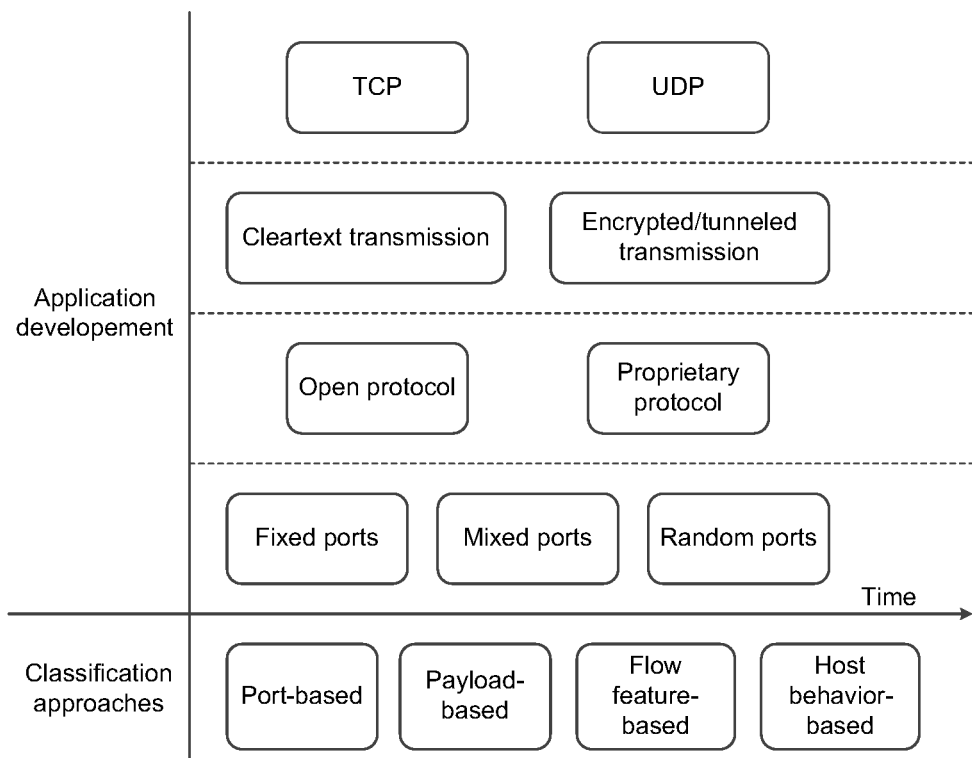 TCP
UDP
Cleartext transmission
Encrypted/tunneled
transmission
Application
developement
Open protocol
Proprietary
protocol
Fixed ports
Mixed ports
Random ports
Time
Classification
approaches
Port-based
Payload-
based
Flow
feature-
based
Host
behavior-
based